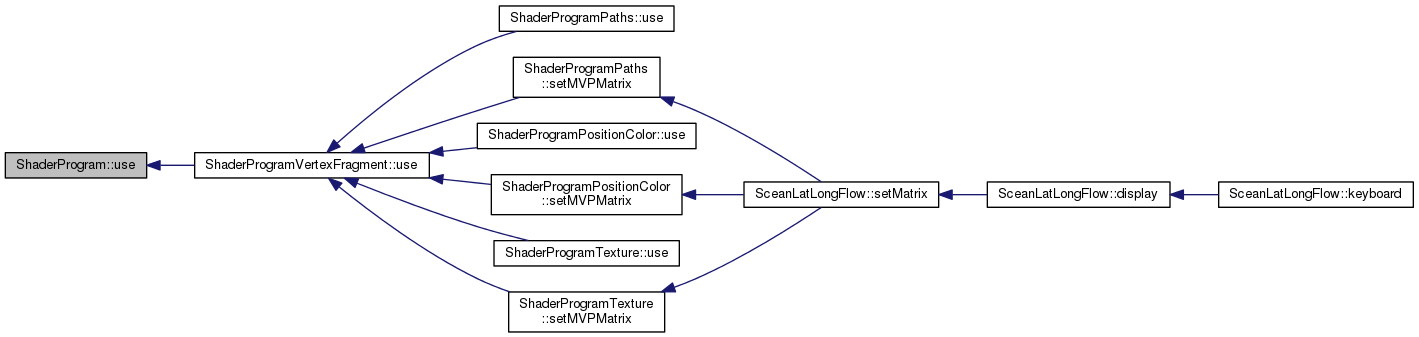 ShaderProgram::use
ShaderProgramVertexFragment::use
ShaderProgramPaths::use
ShaderProgramPaths
::setMVPMatrix
ShaderProgramPositionColor::use
ShaderProgramPositionColor
::setMVPMatrix
ShaderProgramTexture::use
ShaderProgramTexture
::setMVPMatrix
SceanLatLongFlow::setMatrix
SceanLatLongFlow::display
SceanLatLongFlow::keyboard